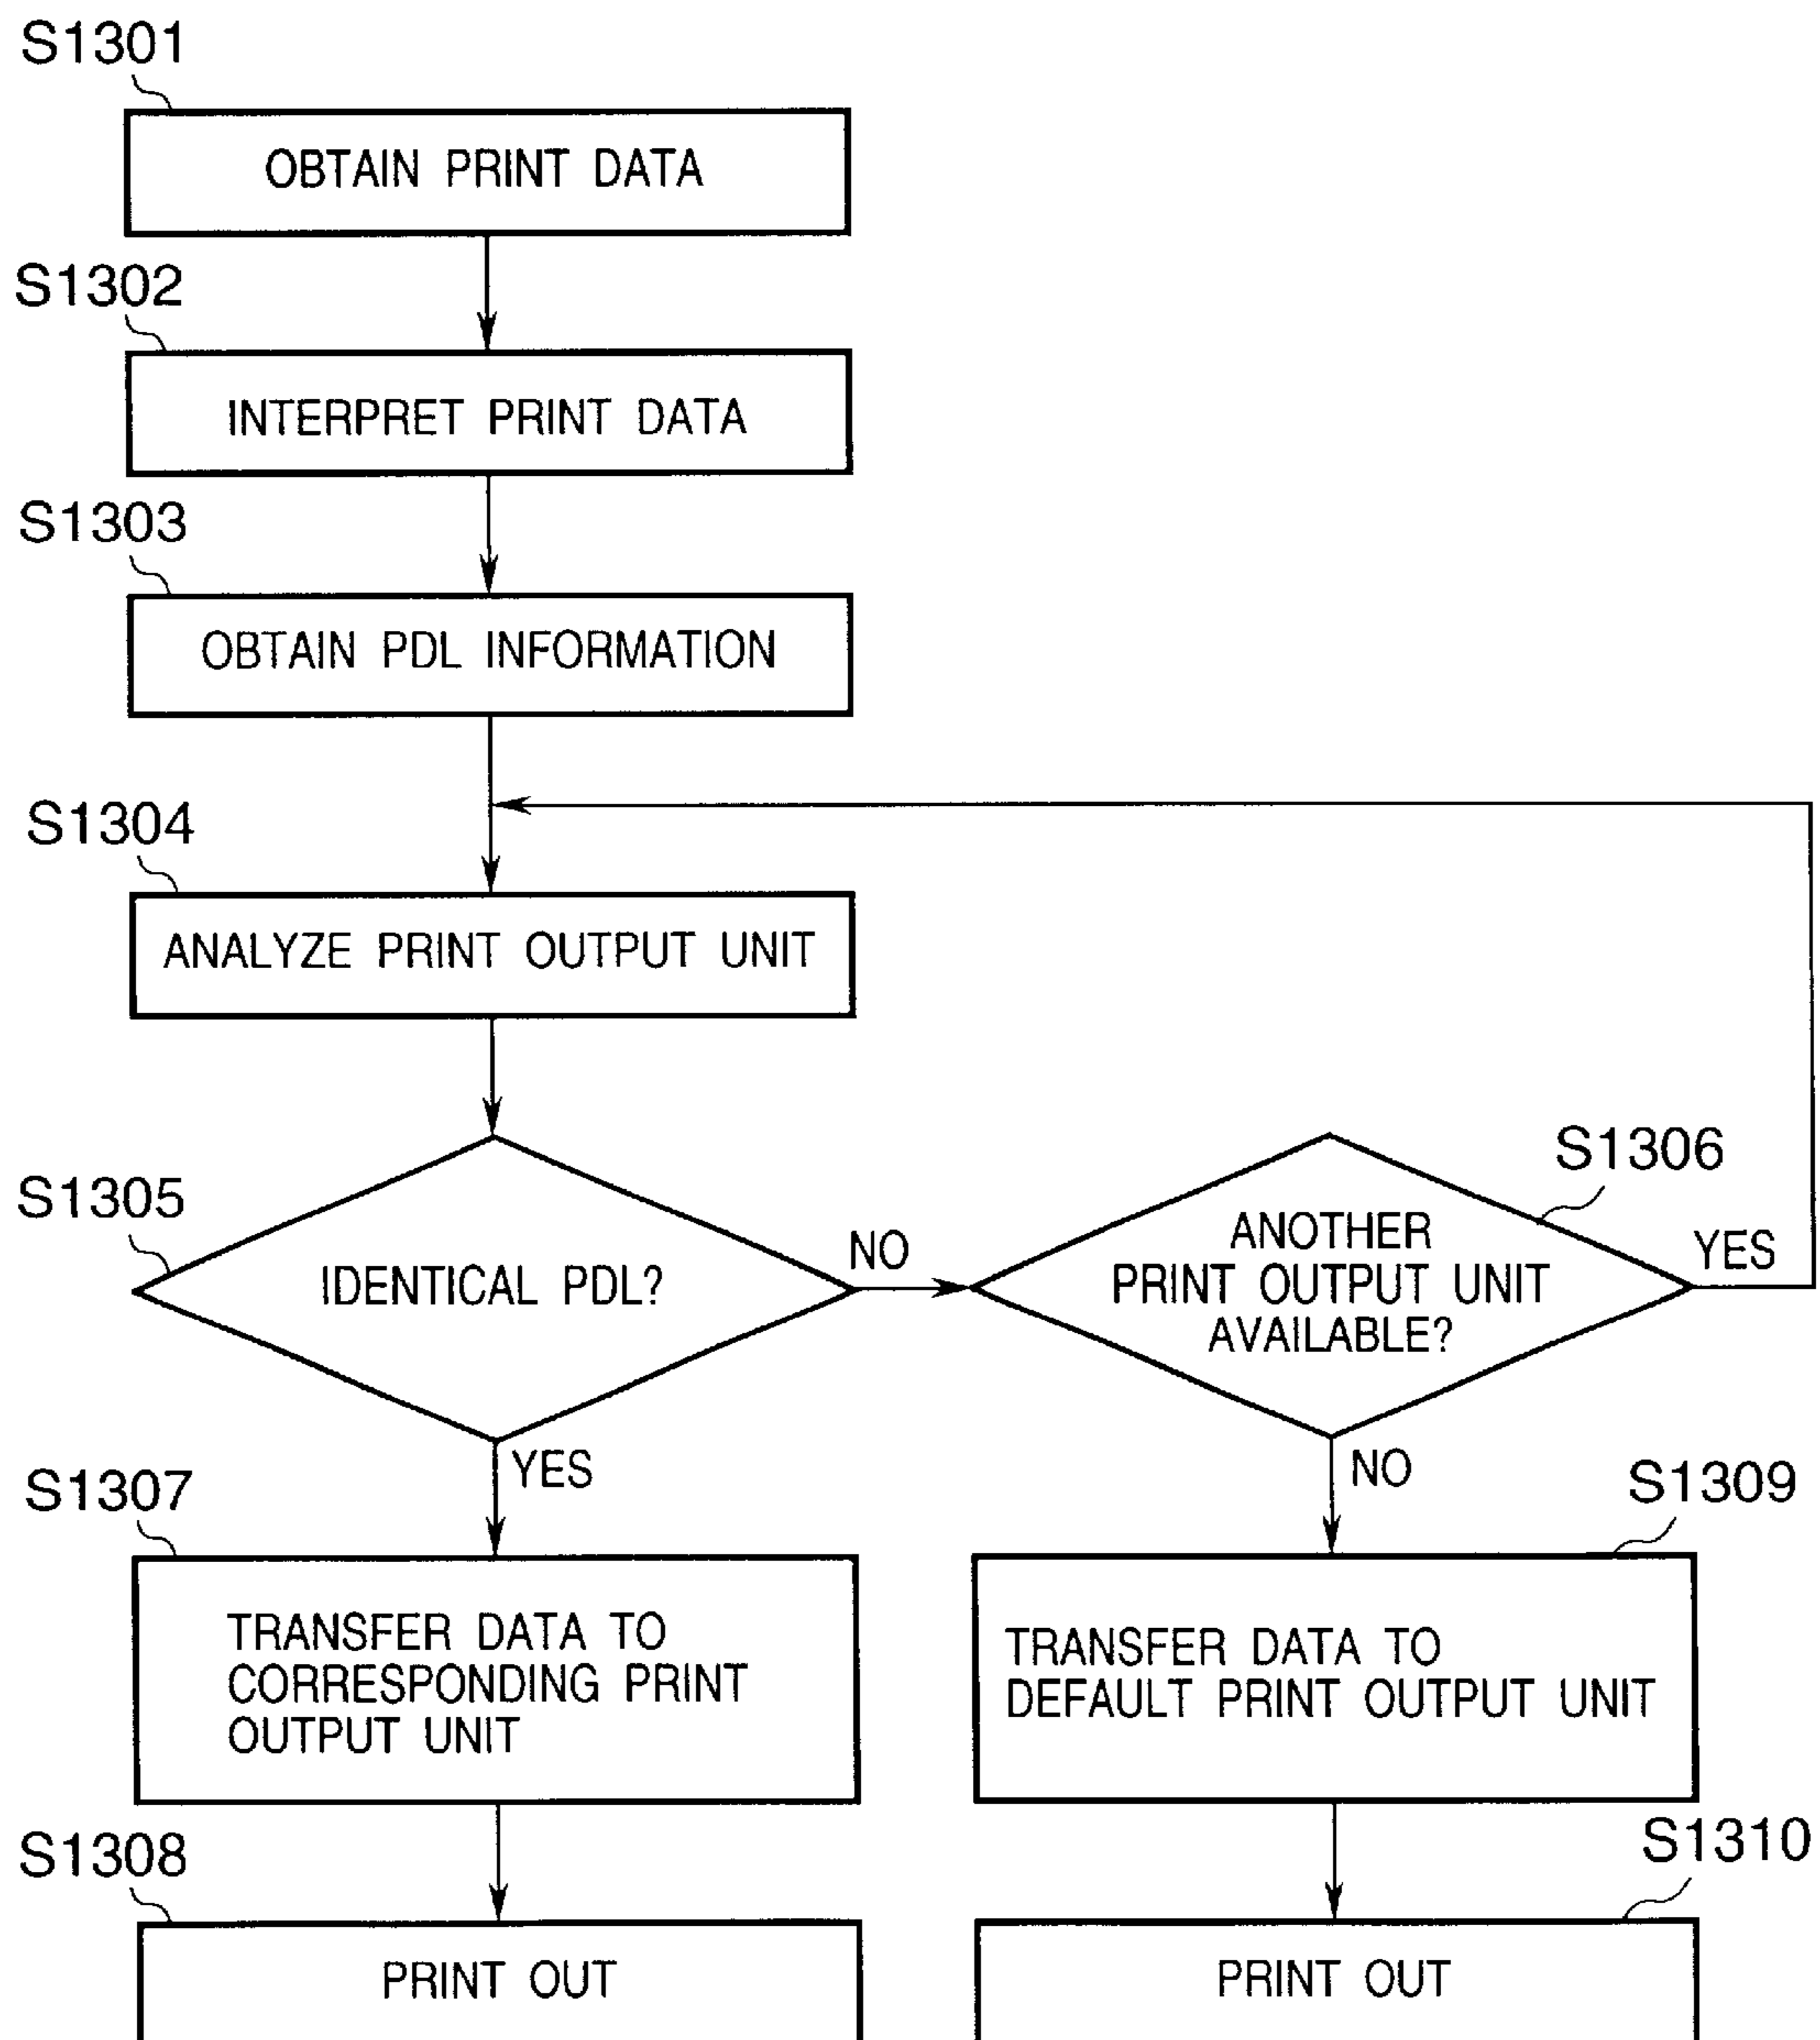 S1301
OBTAIN PRINT DATA
S1302
INTERPRET PRINT DATA
S1303
OBTAIN PDL INFORMATION
S1304
ANALYZE PRINT OUTPUT UNIT
S1305
IDENTICAL PDL?
NO
S1306
ANOTHER
PRINT OUTPUT UNIT
AVAILABLE?
YES
YES
NO
S1307
TRANSFER DATA TO
CORRESPONDING PRINT
OUTPUT UNIT
S1309
TRANSFER DATA TO
DEFAULT PRINT OUTPUT UNIT
S1308
PRINT OUT
S1310
PRINT OUT